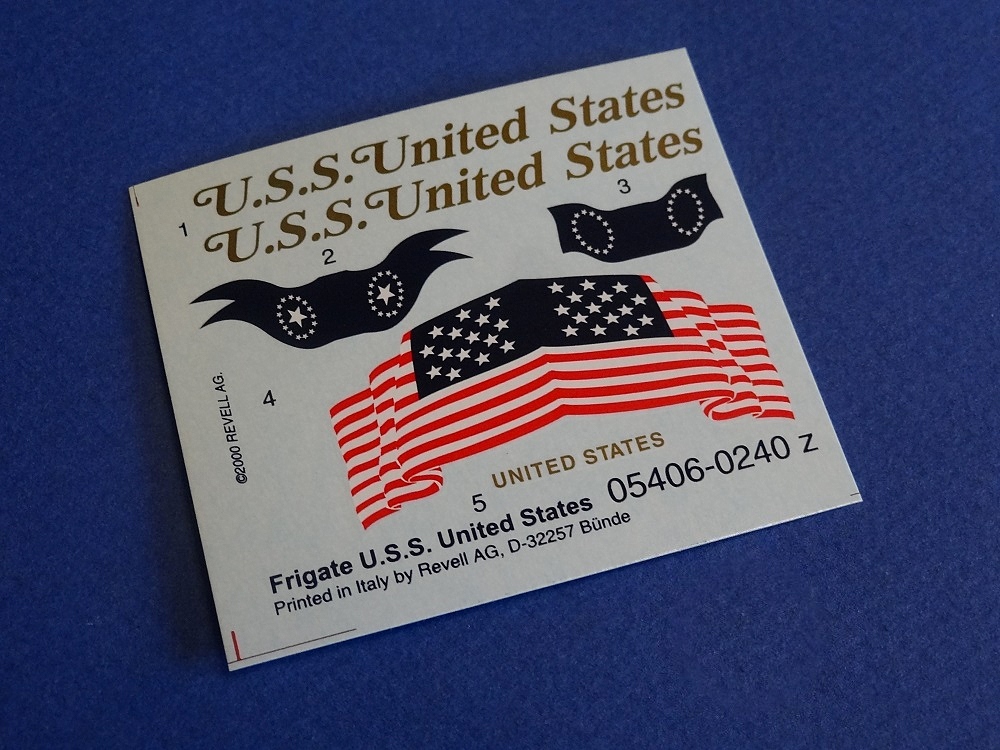 U.S.S. United States
U.S.S. United States
1
2
3
4
©2000 REVELL AG.
UNITED STATES
5
Frigate U.S.S. United States 05406-0240 Z
Printed in Italy by Revell AG, D-32257 Bünde